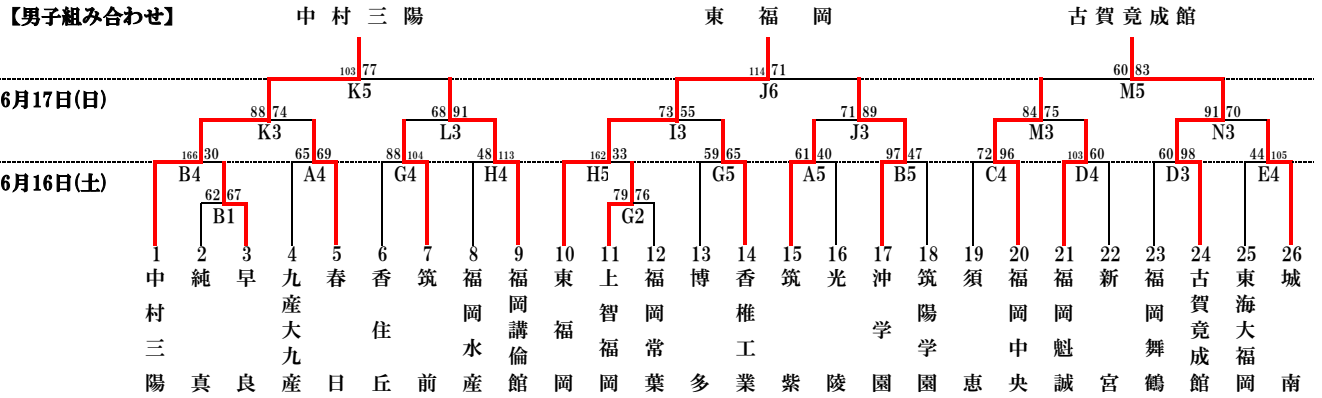 【男子組み合わせ】 中村三陽 東福岡 古賀竟成館
103 77 114 71 60 83
K5 J6 M5
6月17日(日)
88 74 68 91 73 55 71 89 84 75 91 70
K3 L3 I3 J3 M3 N3
166 30 65 69 88 104 48 113 162 33 59 65 61 40 97 47 72 96 103 60 60 98 44 105
B4 A4 G4 H4 H5 G5 A5 B5 C4 D4 D3 E4
6月16日(土)
62 67 79 76
B1 G2
1 2 3 4 5 6 7 8 9 10 11 12 13 14 15 16 17 18 19 20 21 22 23 24 25 26
中村三陽
純真
早良
九産大九産
春日
香住丘
筑前
福岡水産
福岡講倫館
東福岡
上智福岡
福岡常葉
博多
香椎工業
筑紫
光陵
沖学園
筑陽学園
須恵
福岡中央
福岡魁誠
新宮
福岡舞鶴
古賀竟成館
東海大福岡
城南